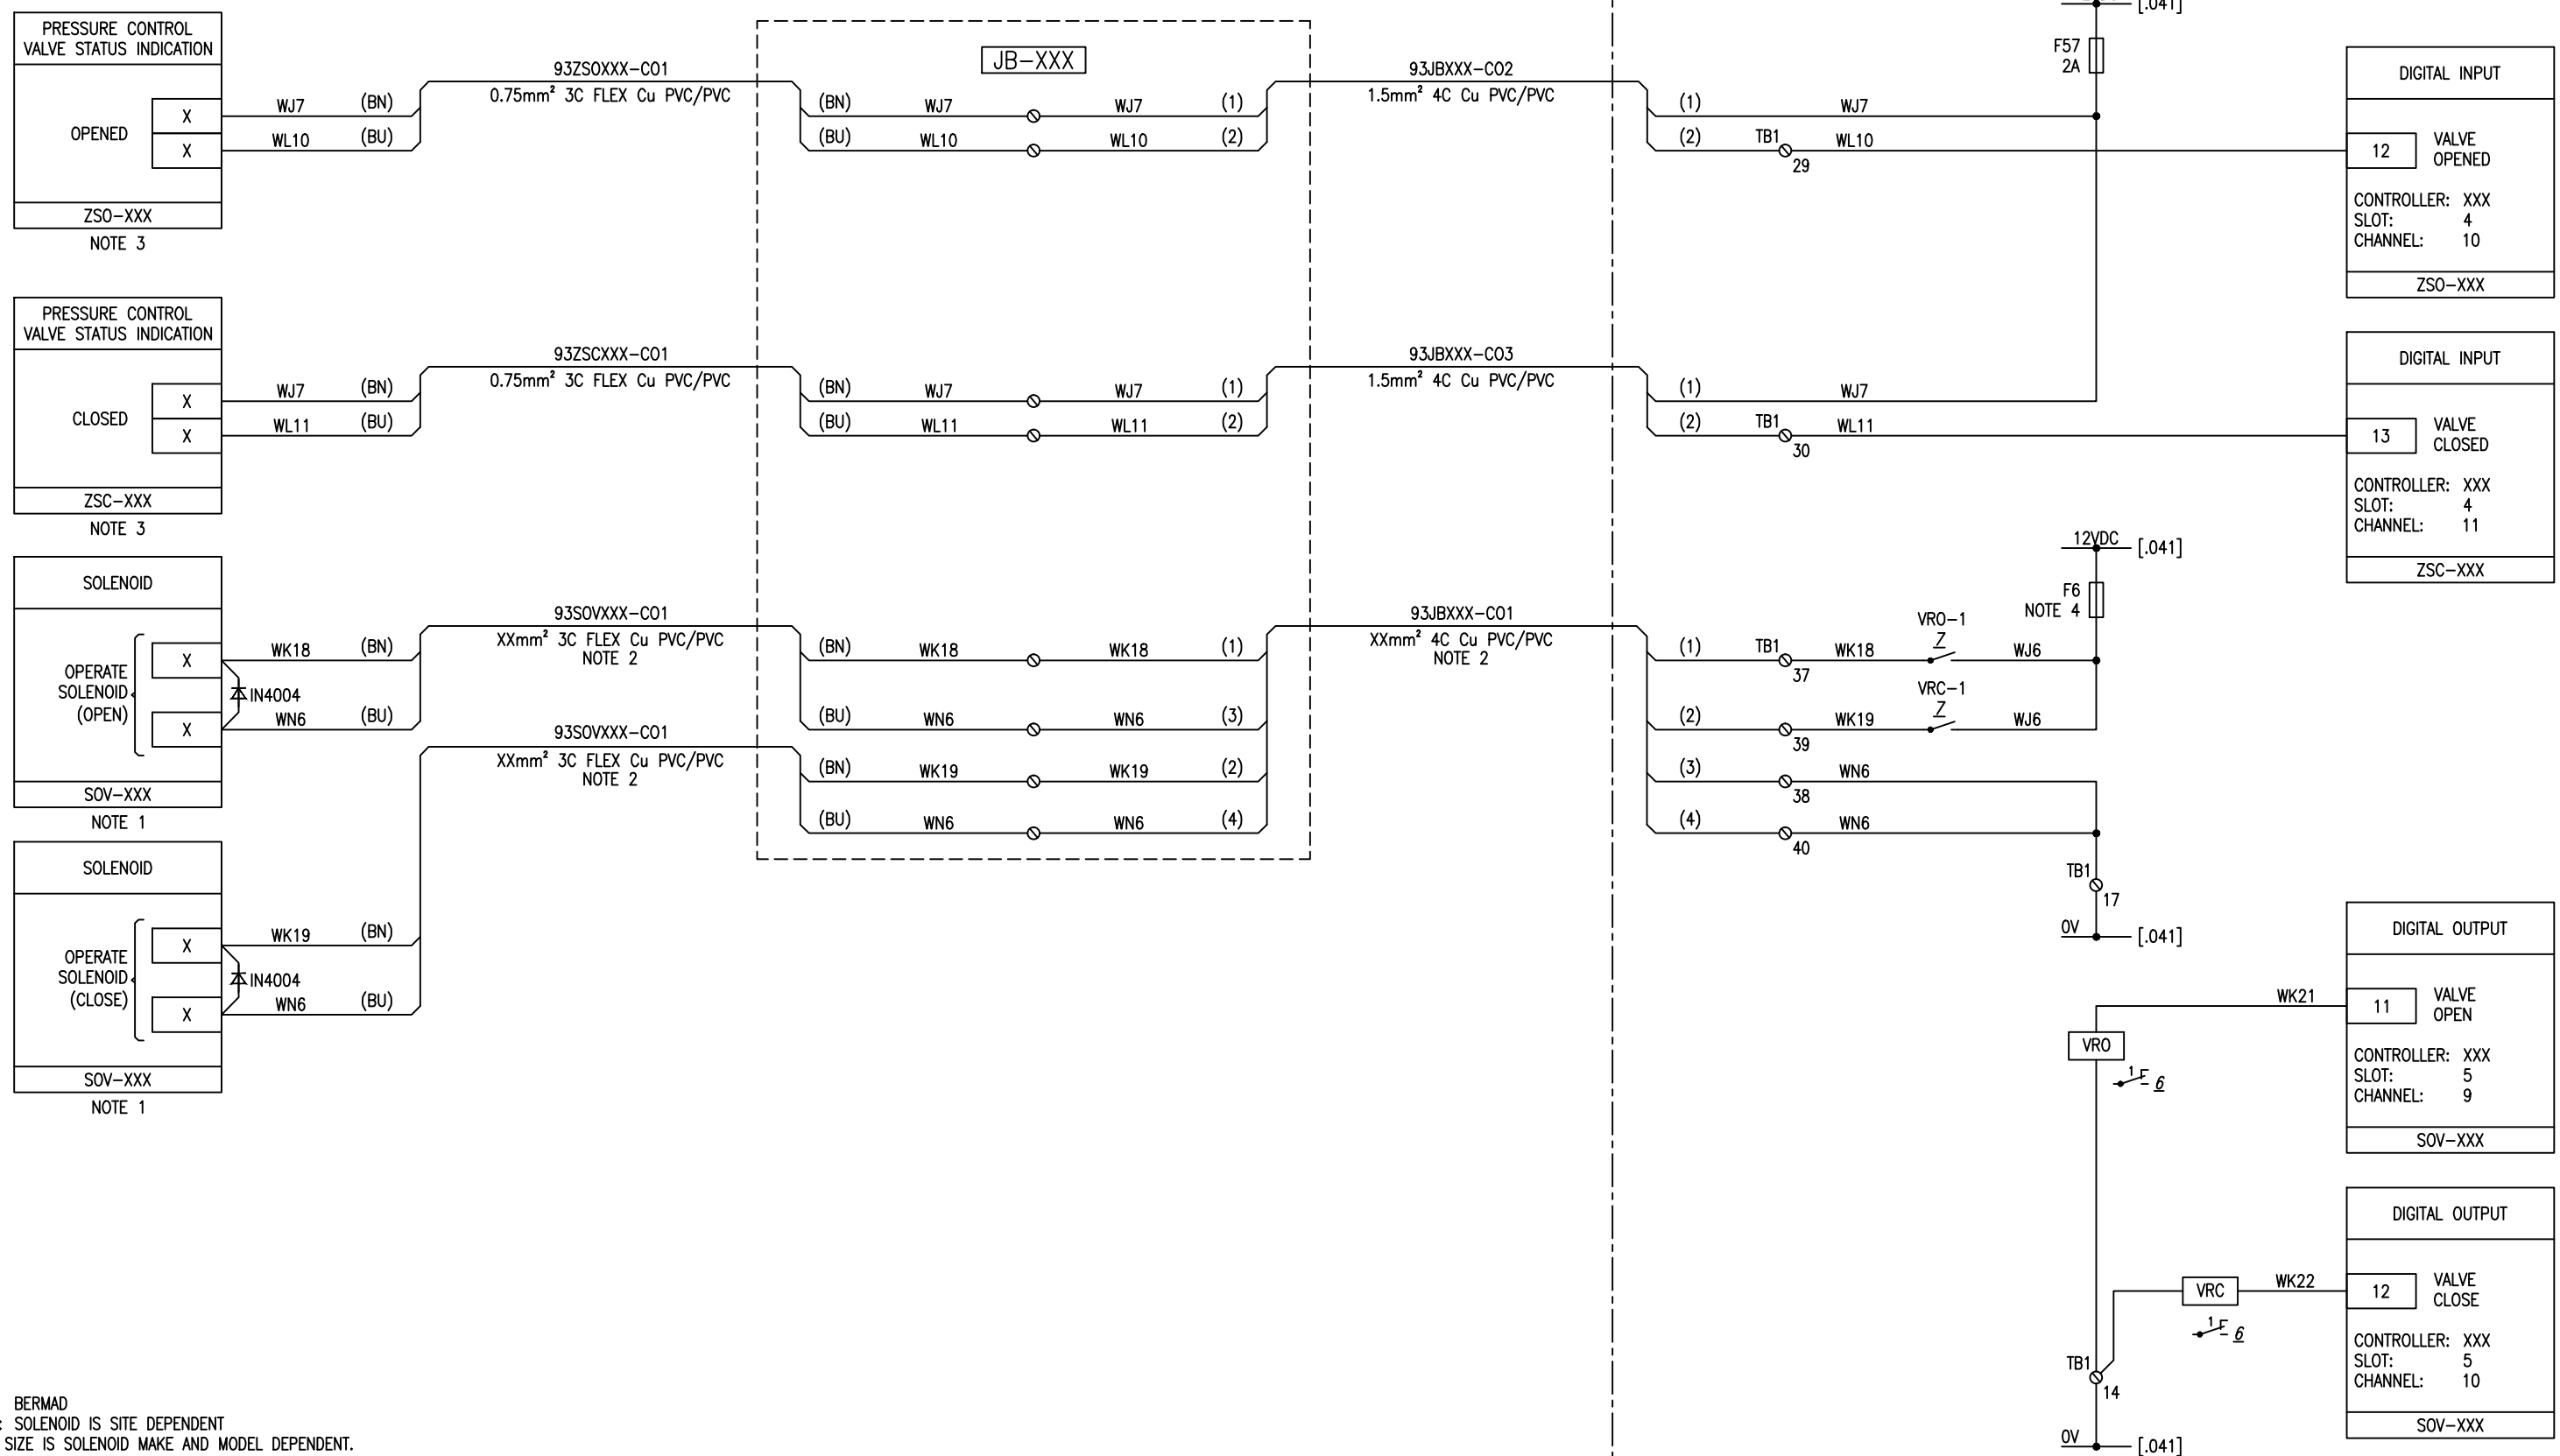 PRESSURE CONTROL
VALVE STATUS INDICATION
OPENED
X
X
ZSO-XXX
NOTE 3
WJ7 (BN)
WL10 (BU)
93ZSOXXX-C01
0.75mm² 3C FLEX Cu PVC/PVC
JB-XXX
(BN) WJ7 WJ7 (1)
(BU) WL10 WL10 (2)
93JBXXX-C02
1.5mm² 4C Cu PVC/PVC
(1) WJ7
(2) TB1 WL10
29
[.041]
F57
2A
DIGITAL INPUT
12 VALVE
OPENED
CONTROLLER: XXX
SLOT: 4
CHANNEL: 10
ZSO-XXX
PRESSURE CONTROL
VALVE STATUS INDICATION
CLOSED
X
X
ZSC-XXX
NOTE 3
WJ7 (BN)
WL11 (BU)
93ZSCXXX-C01
0.75mm² 3C FLEX Cu PVC/PVC
(BN) WJ7 WJ7 (1)
(BU) WL11 WL11 (2)
93JBXXX-C03
1.5mm² 4C Cu PVC/PVC
(1) WJ7
(2) TB1 WL11
30
DIGITAL INPUT
13 VALVE
CLOSED
CONTROLLER: XXX
SLOT: 4
CHANNEL: 11
ZSC-XXX
SOLENOID
OPERATE
SOLENOID
(OPEN)
X
X
IN4004
SOV-XXX
NOTE 1
WK18 (BN)
WN6 (BU)
93SOVXXX-C01
XXmm² 3C FLEX Cu PVC/PVC
NOTE 2
93SOVXXX-C01
XXmm² 3C FLEX Cu PVC/PVC
NOTE 2
(BN) WK18 WK18 (1)
(BU) WN6 WN6 (3)
(BN) WK19 WK19 (2)
(BU) WN6 WN6 (4)
93JBXXX-C01
XXmm² 4C Cu PVC/PVC
NOTE 2
12VDC [.041]
F6
NOTE 4
VRO-1
7
(1) TB1 WK18 WJ6
37
VRC-1
7
(2) WK19 WJ6
39
(3) WN6
38
(4) WN6
40
TB1
17
0V [.041]
SOLENOID
OPERATE
SOLENOID
(CLOSE)
X
X
IN4004
SOV-XXX
NOTE 1
WK19 (BN)
WN6 (BU)
DIGITAL OUTPUT
WK21 11 VALVE
OPEN
VRO
1 6
CONTROLLER: XXX
SLOT: 5
CHANNEL: 9
SOV-XXX
DIGITAL OUTPUT
VRC WK22 12 VALVE
CLOSE
1 6
CONTROLLER: XXX
SLOT: 5
CHANNEL: 10
SOV-XXX
TB1
14
0V [.041]
BERMAD
: SOLENOID IS SITE DEPENDENT
SIZE IS SOLENOID MAKE AND MODEL DEPENDENT.